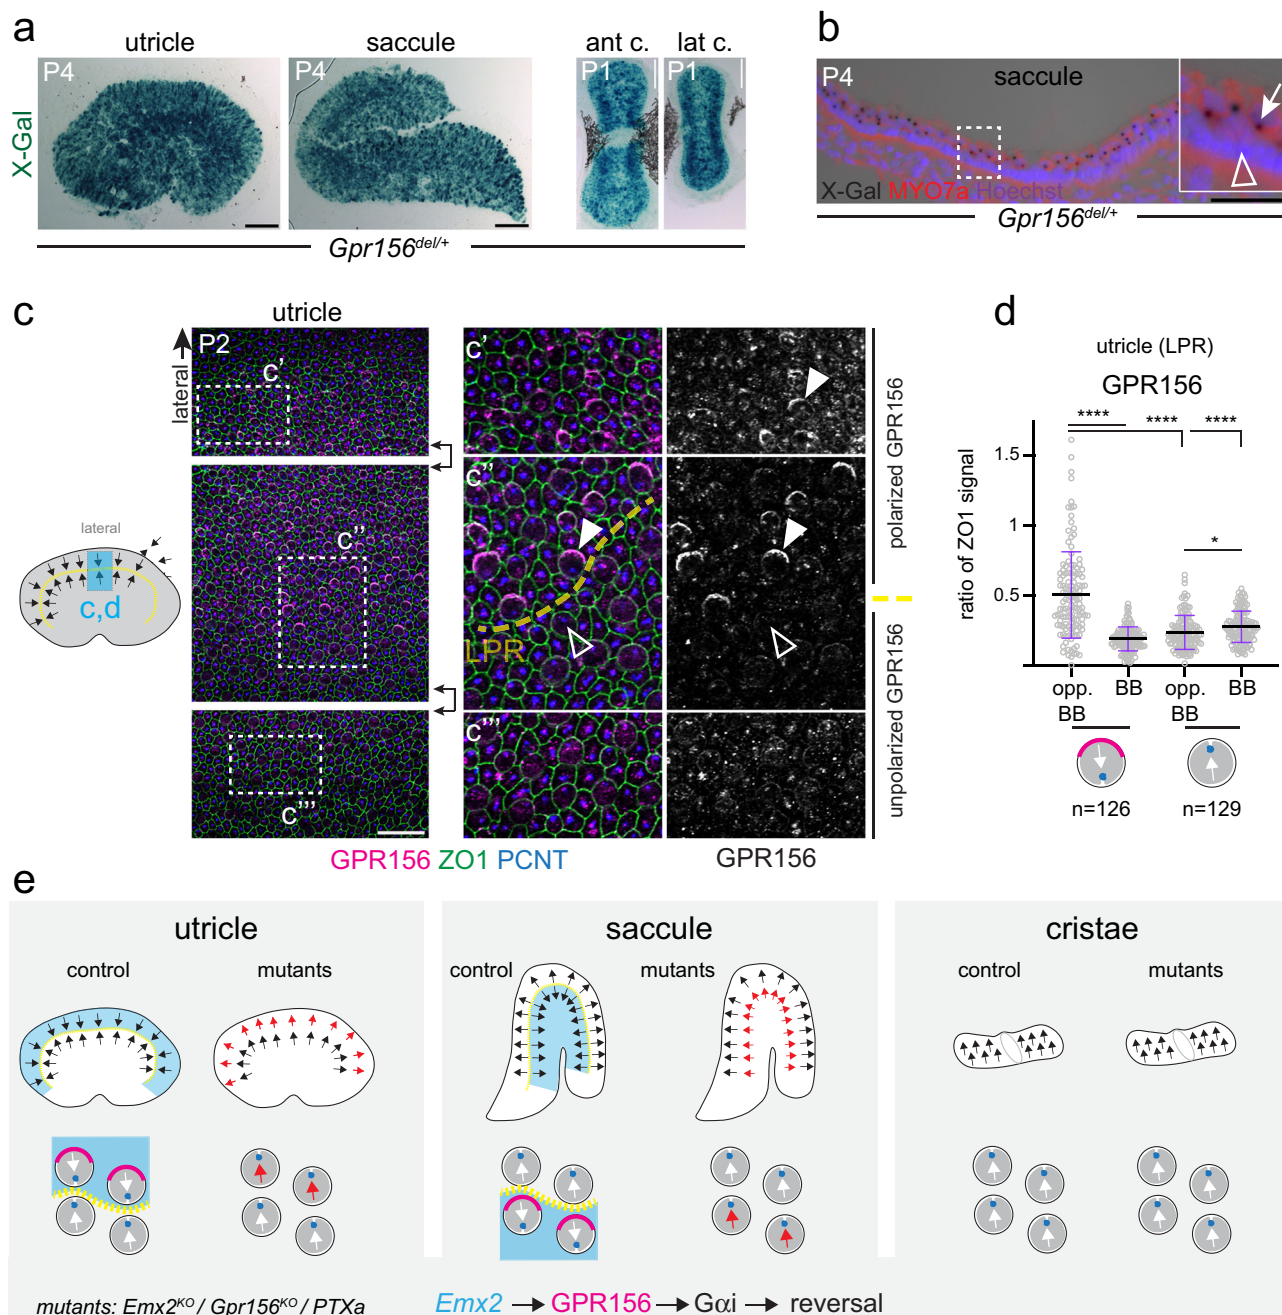 a
utricle
saccule
ant c.
lat c.
P4
P4
P1
P1
X-Gal
Gpr156del/+
b
P4
saccule
X-Gal MYO7a Hoechst
Gpr156del/+
c
utricle
lateral
P2
c'
c''
c'''
c'
c''
LPR
c'''
lateral
c,d
polarized GPR156
unpolarized GPR156
GPR156 ZO1 PCNT
GPR156
d
utricle (LPR)
GPR156
****
****
****
*
ratio of ZO1 signal
1.5
1
0.5
opp. BB
BB
opp. BB
BB
n=126
n=129
e
utricle
control
mutants
saccule
control
mutants
cristae
control
mutants
mutants: Emx2KO / Gpr156KO / PTXa
Emx2 → GPR156 → Gαi → reversal